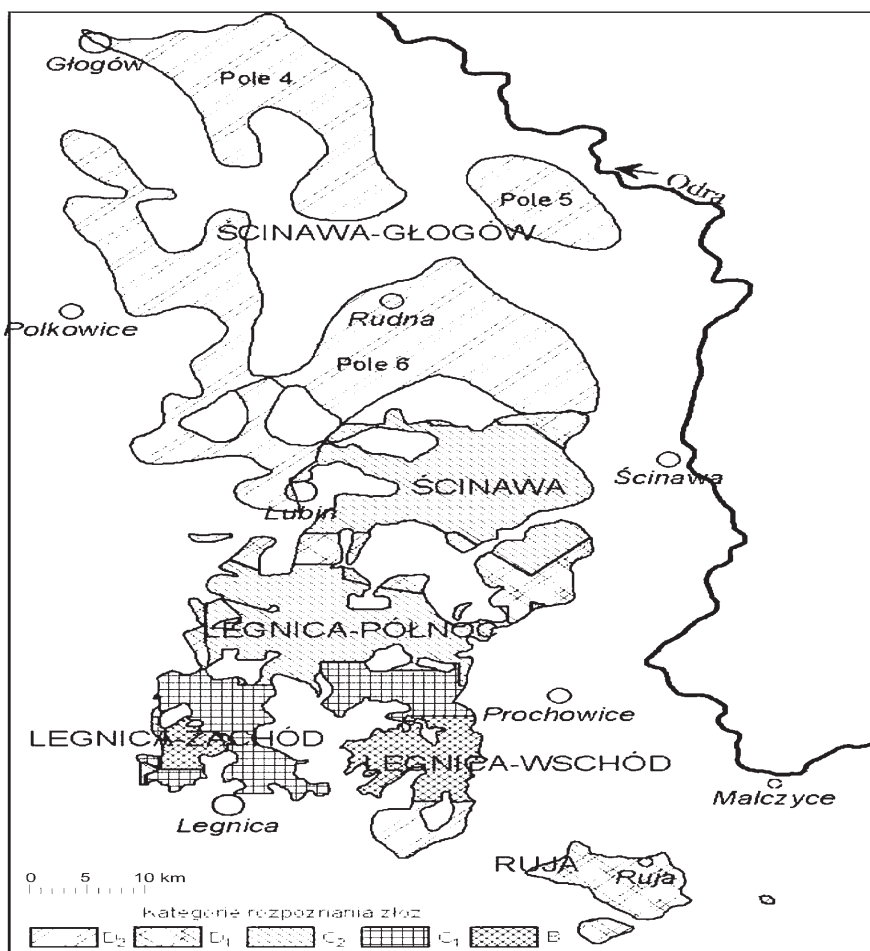 Głogów
Pole 4
Odra
Pole 5
ŚCINAWA-GŁOGÓW
Polkowice
Rudna
Pole 6
ŚCINAWA
Ścinawa
Lubin
LEGNICA-PÓŁNOC
Prochowice
LEGNICA-ZACHÓD
LEGNICA-WSCHÓD
Małczyce
Legnica
RUJA
Ruja
0 5 10 km
Kategorie rozpoznania złóż
D2 D1 C2 C1 B